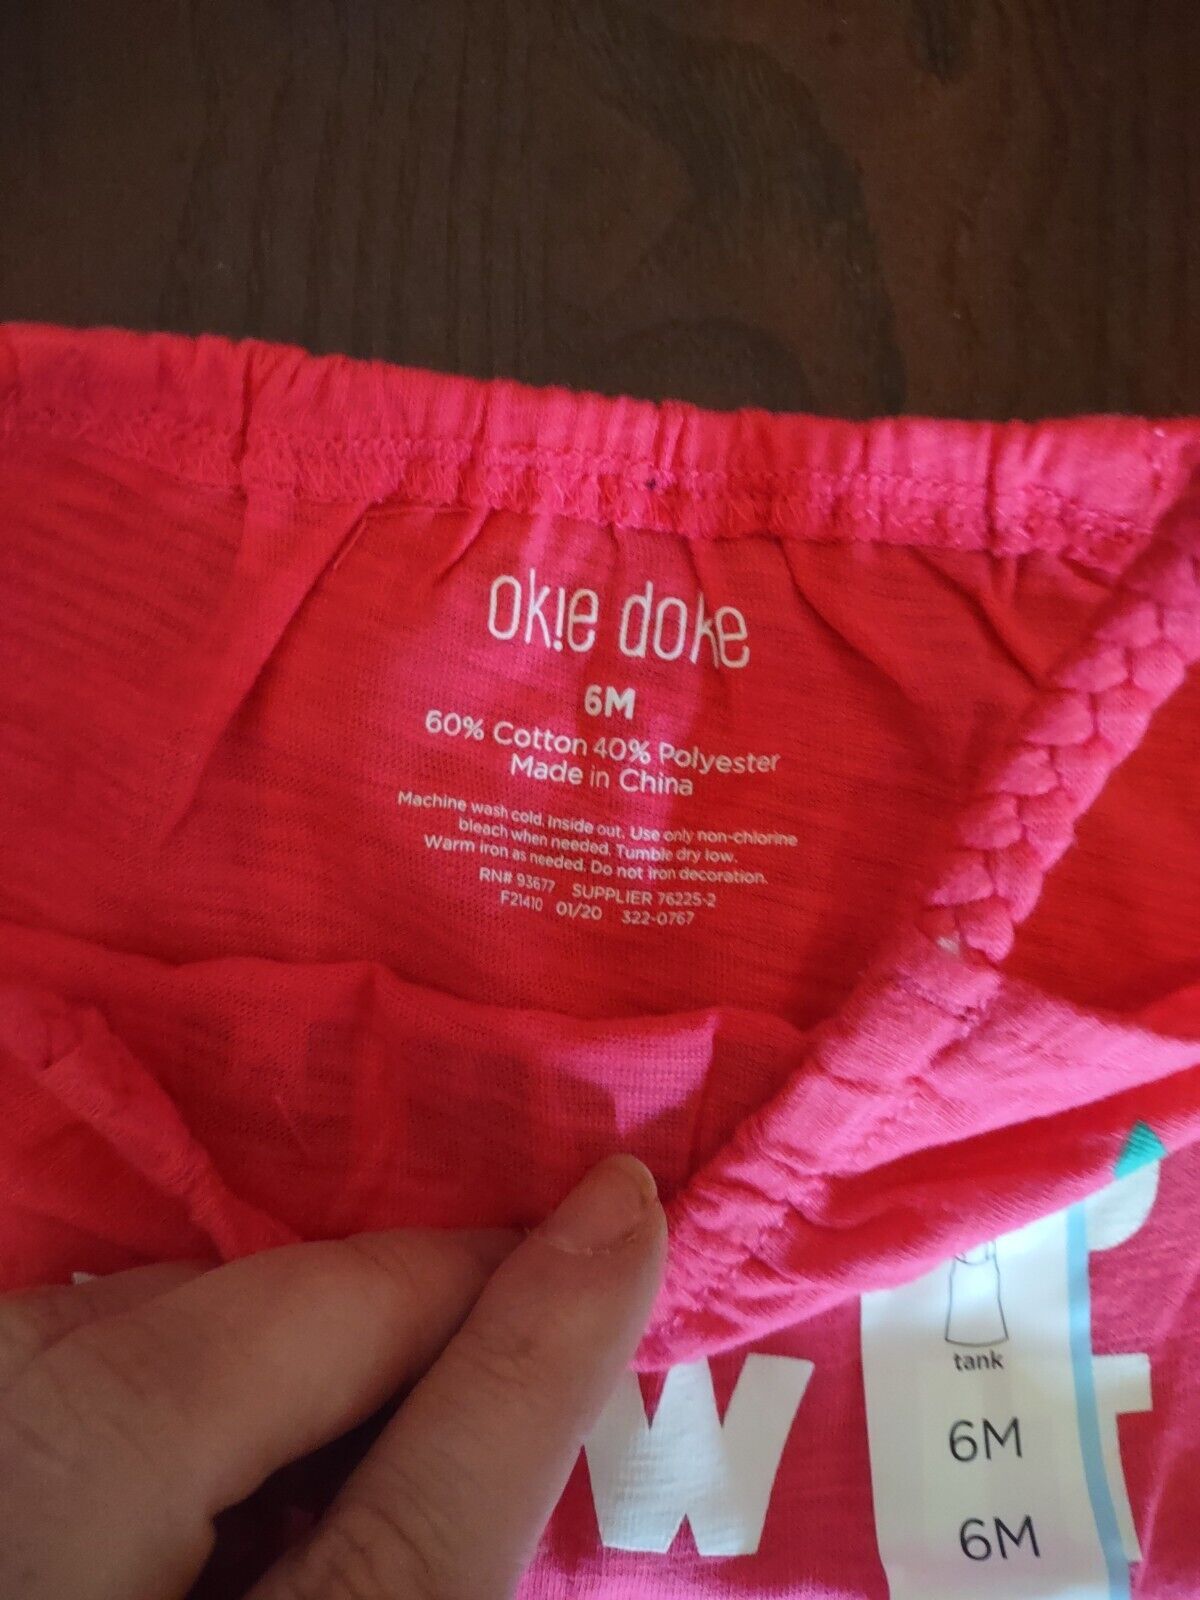 okie doke
6M
60% Cotton 40% Polyester
Made in China
Machine wash cold. Inside out. Use only non-chlorine
bleach when needed. Tumble dry low.
Warm iron as needed. Do not iron decoration.
RN# 93677 SUPPLIER 76225-2
F21410 01/20 322-0767
tank
6M
6M